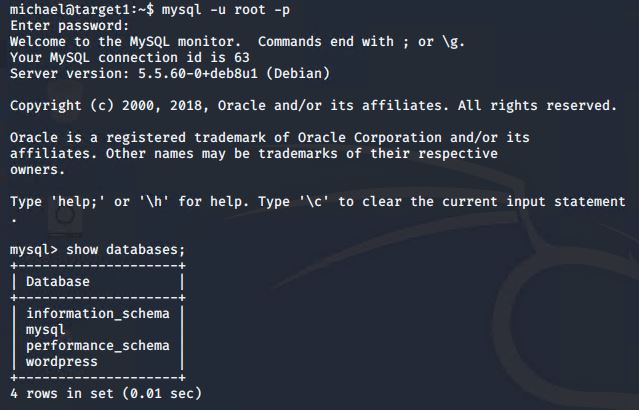 michael@target1:~$ mysql -u root -p
Enter password:
Welcome to the MySQL monitor.  Commands end with ; or \g.
Your MySQL connection id is 63
Server version: 5.5.60-0+deb8u1 (Debian)

Copyright (c) 2000, 2018, Oracle and/or its affiliates. All rights reserved.

Oracle is a registered trademark of Oracle Corporation and/or its
affiliates. Other names may be trademarks of their respective
owners.

Type 'help;' or '\h' for help. Type '\c' to clear the current input statement
.

mysql> show databases;
+--------------------+
| Database           |
+--------------------+
| information_schema |
| mysql              |
| performance_schema |
| wordpress          |
+--------------------+
4 rows in set (0.01 sec)